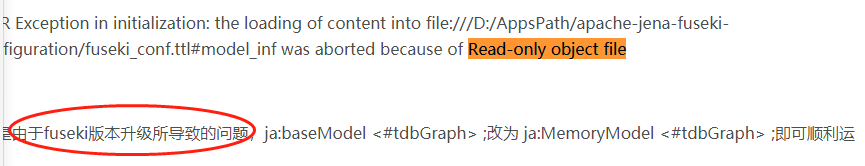 R Exception in initialization: the loading of content into file:///D:/AppsPath/apache-jena-fuseki-
figuration/fuseki_conf.ttl#model_inf was aborted because of Read-only object file
是由于fuseki版本升级所导致的问题，ja:baseModel <#tdbGraph> ;改为 ja:MemoryModel <#tdbGraph> ;即可顺利运